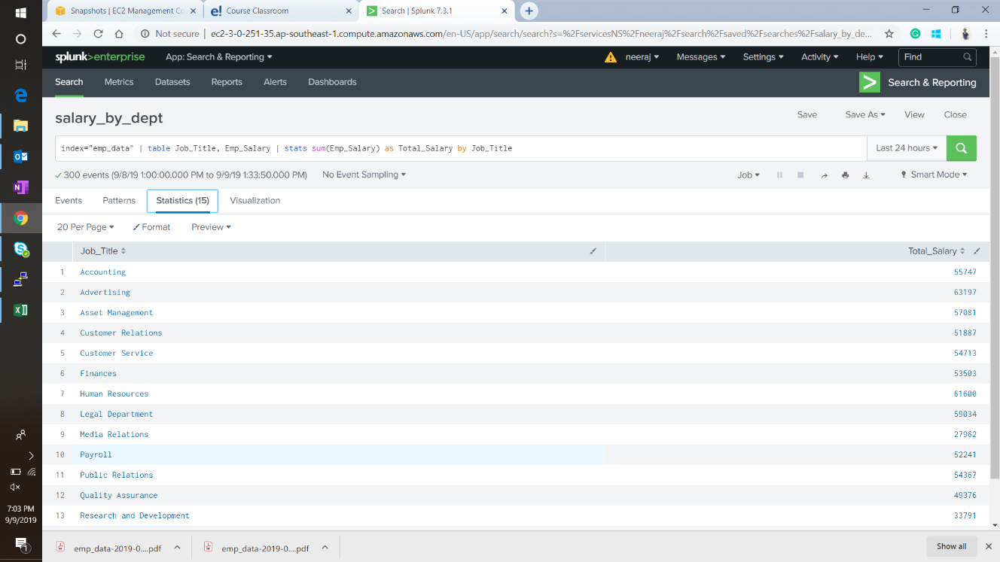 Snapshots | EC2 Management Co
Course Classroom
Search | Splunk 7.3.1
Not secure | ec2-3-0-251-35.ap-southeast-1.compute.amazonaws.com/en-US/app/search/search?s=%2FservicesNS%2Fneeraj%2Fsearch%2Fsaved%2Fsearches%2Fsalary_by_de...
splunk>enterprise App: Search & Reporting neeraj Messages Settings Activity Help Find
Search Metrics Datasets Reports Alerts Dashboards Search & Reporting
salary_by_dept Save Save As View Close
index="emp_data" | table Job_Title, Emp_Salary | stats sum(Emp_Salary) as Total_Salary by Job_Title Last 24 hours
300 events (9/8/19 1:00:00.000 PM to 9/9/19 1:33:50.000 PM) No Event Sampling Job Smart Mode
Events Patterns Statistics (15) Visualization
20 Per Page Format Preview
Job_Title Total_Salary
1 Accounting 55747
2 Advertising 63197
3 Asset Management 57081
4 Customer Relations 51887
5 Customer Service 54713
6 Finances 53503
7 Human Resources 61600
8 Legal Department 59034
9 Media Relations 27962
10 Payroll 52241
11 Public Relations 54367
12 Quality Assurance 49376
13 Research and Development 33791
emp_data-2019-0....pdf emp_data-2019-0....pdf Show all
7:03 PM
9/9/2019
1